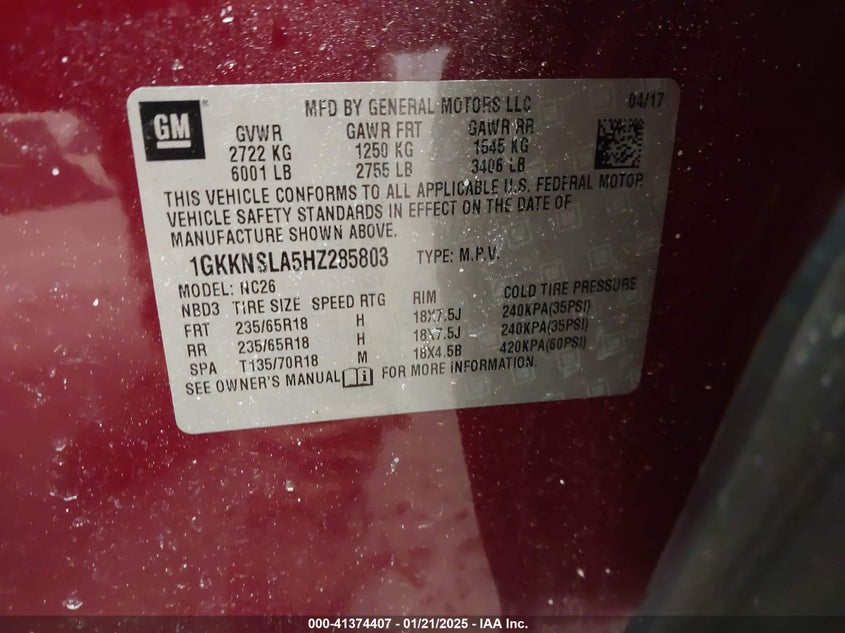 GM
MFD BY GENERAL MOTORS LLC 04/17
GVWR GAWR FRT GAWR RR
2722 KG 1250 KG 1545 KG
6001 LB 2755 LB 3406 LB
THIS VEHICLE CONFORMS TO ALL APPLICABLE U.S. FEDERAL MOTOR
VEHICLE SAFETY STANDARDS IN EFFECT ON THE DATE OF
MANUFACTURE SHOWN ABOVE.
1GKKNSLA5HZ285803 TYPE: M.P.V.
MODEL: NC26
NBD3 TIRE SIZE SPEED RTG RIM COLD TIRE PRESSURE
FRT 235/65R18 H 18X7.5J 240KPA(35PSI)
RR 235/65R18 H 18X7.5J 240KPA(35PSI)
SPA T135/70R18 M 18X4.5B 420KPA(60PSI)
SEE OWNER'S MANUAL FOR MORE INFORMATION.
000-41374407 - 01/21/2025 - IAA Inc.